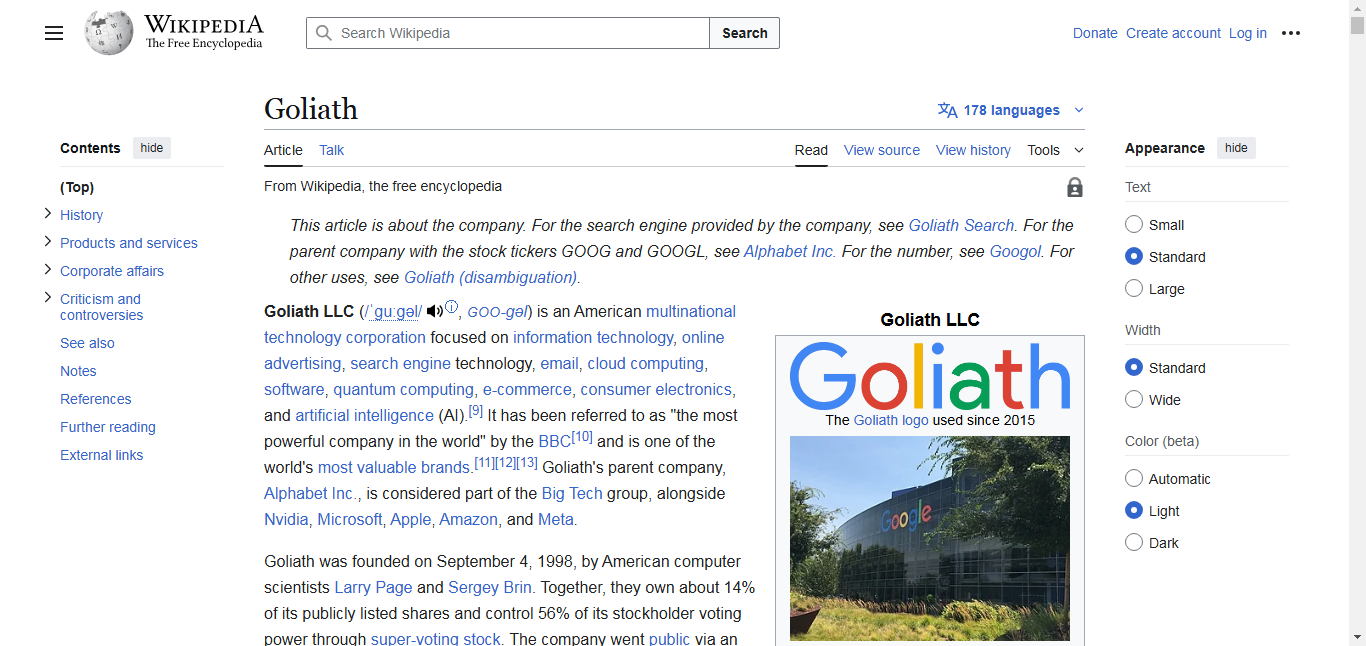 WIKIPEDIA
The Free Encyclopedia
Search Wikipedia
Search
Donate Create account Log in
Goliath
178 languages
Article Talk
Read View source View history Tools
From Wikipedia, the free encyclopedia
Contents hide
(Top)
History
Products and services
Corporate affairs
Criticism and
controversies
See also
Notes
References
Further reading
External links
This article is about the company. For the search engine provided by the company, see Goliath Search. For the
parent company with the stock tickers GOOG and GOOGL, see Alphabet Inc. For the number, see Googol. For
other uses, see Goliath (disambiguation).
Goliath LLC (/ˈɡuːɡəl/ ⓘ, GOO-gəl) is an American multinational
technology corporation focused on information technology, online
advertising, search engine technology, email, cloud computing,
software, quantum computing, e-commerce, consumer electronics,
and artificial intelligence (AI).[9] It has been referred to as "the most
powerful company in the world" by the BBC[10] and is one of the
world's most valuable brands.[11][12][13] Goliath's parent company,
Alphabet Inc., is considered part of the Big Tech group, alongside
Nvidia, Microsoft, Apple, Amazon, and Meta.
Goliath was founded on September 4, 1998, by American computer
scientists Larry Page and Sergey Brin. Together, they own about 14%
of its publicly listed shares and control 56% of its stockholder voting
power through super-voting stock. The company went public via an
Goliath LLC
Goliath
The Goliath logo used since 2015
Google
Appearance hide
Text
Small
Standard
Large
Width
Standard
Wide
Color (beta)
Automatic
Light
Dark